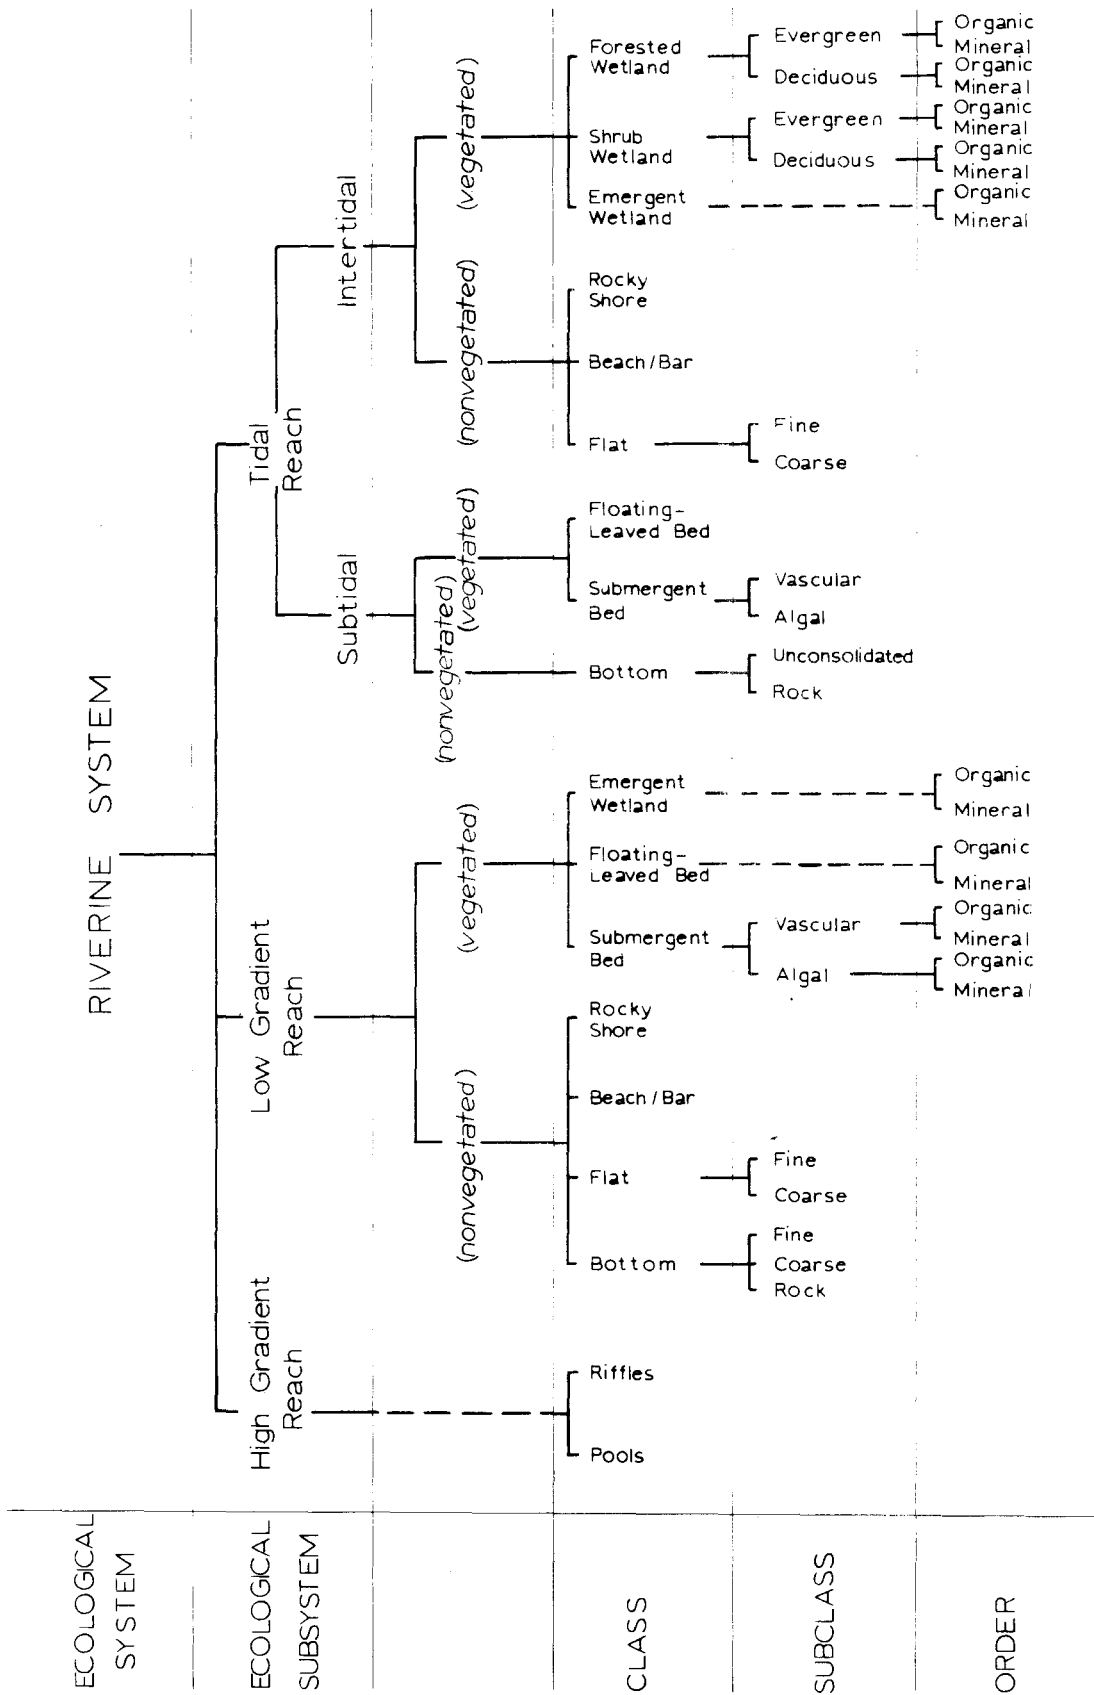 RIVERINE SYSTEM
Tidal
Reach
Low Gradient
Reach
High Gradient
Reach
Intertidal
Subtidal
(vegetated)
(nonvegetated)
(vegetated)
(nonvegetated)
(vegetated)
(nonvegetated)
Forested
Wetland
Evergreen
Organic
Mineral
Deciduous
Organic
Mineral
Shrub
Wetland
Evergreen
Organic
Mineral
Deciduous
Organic
Mineral
Emergent
Wetland
Organic
Mineral
Rocky
Shore
Beach/Bar
Flat
Fine
Coarse
Floating-
Leaved Bed
Submergent
Bed
Vascular
Algal
Bottom
Unconsolidated
Rock
Emergent
Wetland
Organic
Mineral
Floating-
Leaved Bed
Organic
Mineral
Submergent
Bed
Vascular
Organic
Mineral
Algal
Organic
Mineral
Rocky
Shore
Beach/Bar
Flat
Fine
Coarse
Bottom
Fine
Coarse
Rock
Riffles
Pools
ECOLOGICAL
SYSTEM
ECOLOGICAL
SUBSYSTEM
CLASS
SUBCLASS
ORDER